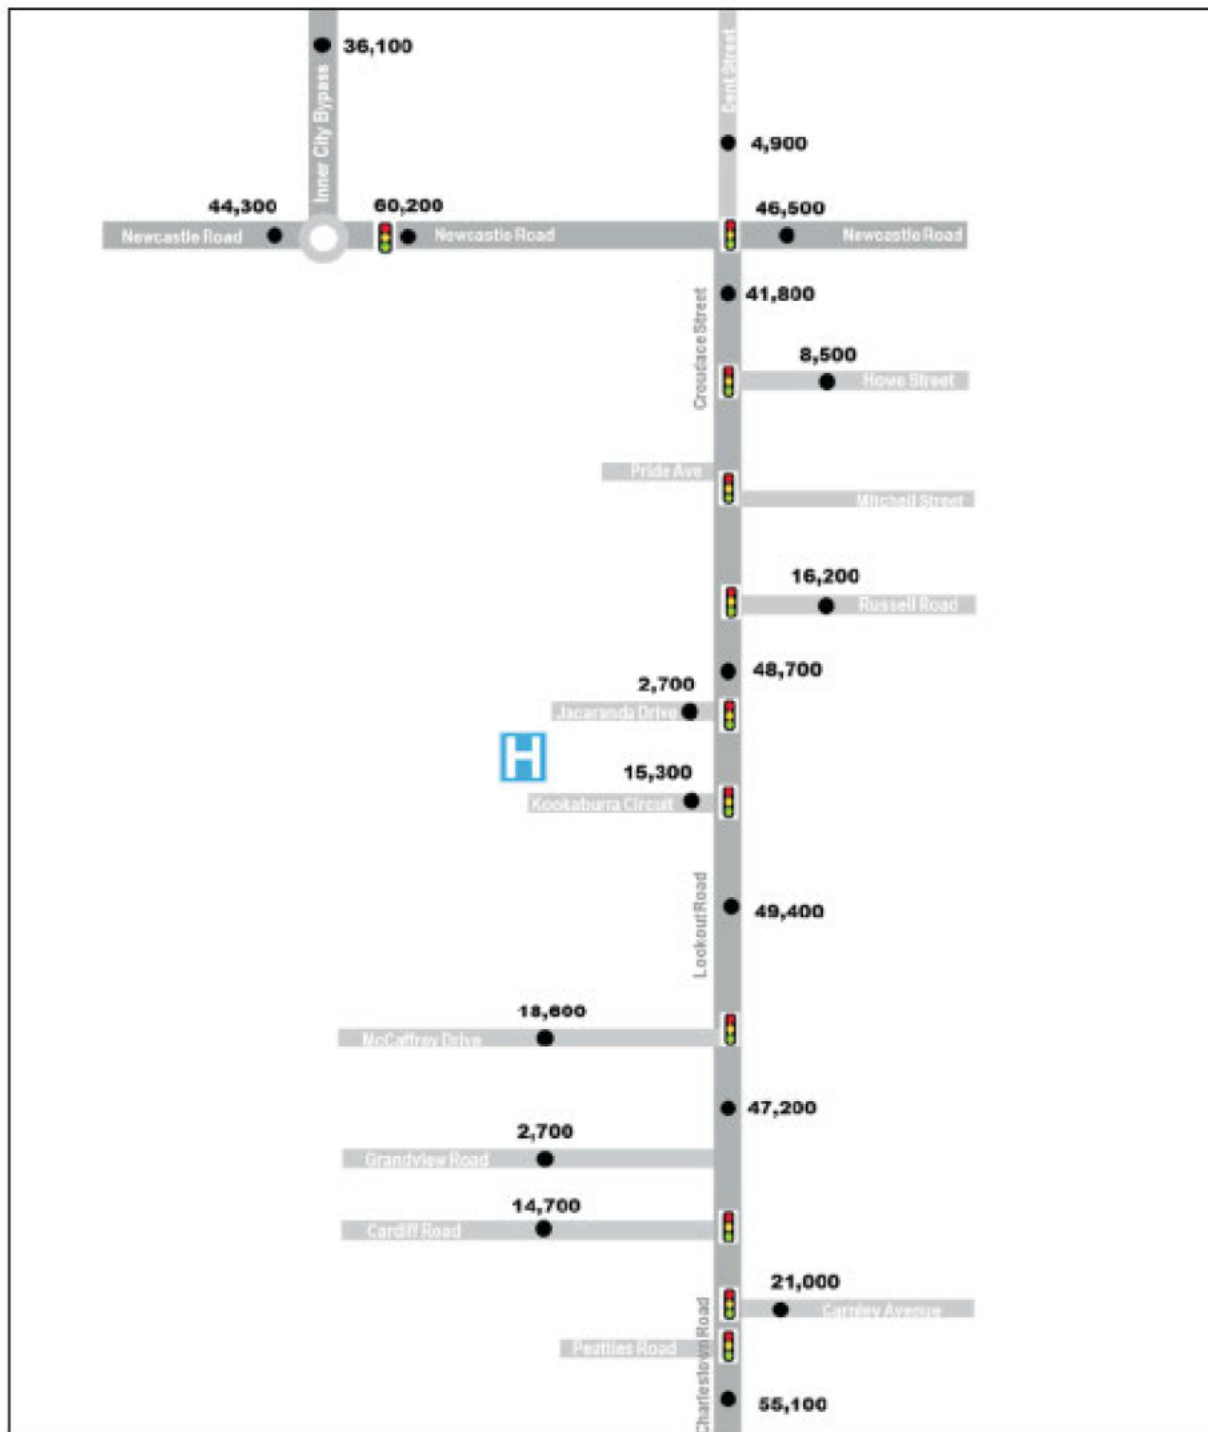 36,100
Inner City Bypass
Dent Street
4,900
44,300
60,200
46,500
Newcastle Road
Newcastle Road
Newcastle Road
41,800
Croudace Street
8,500
Howe Street
Pride Ave
Mitchell Street
16,200
Russell Road
48,700
2,700
Jacaranda Drive
H
15,300
Kookaburra Circuit
Lookout Road
49,400
18,600
McCaffrey Drive
47,200
2,700
Grandview Road
14,700
Cardiff Road
21,000
Carnley Avenue
Charlestown Road
Peatties Road
55,100